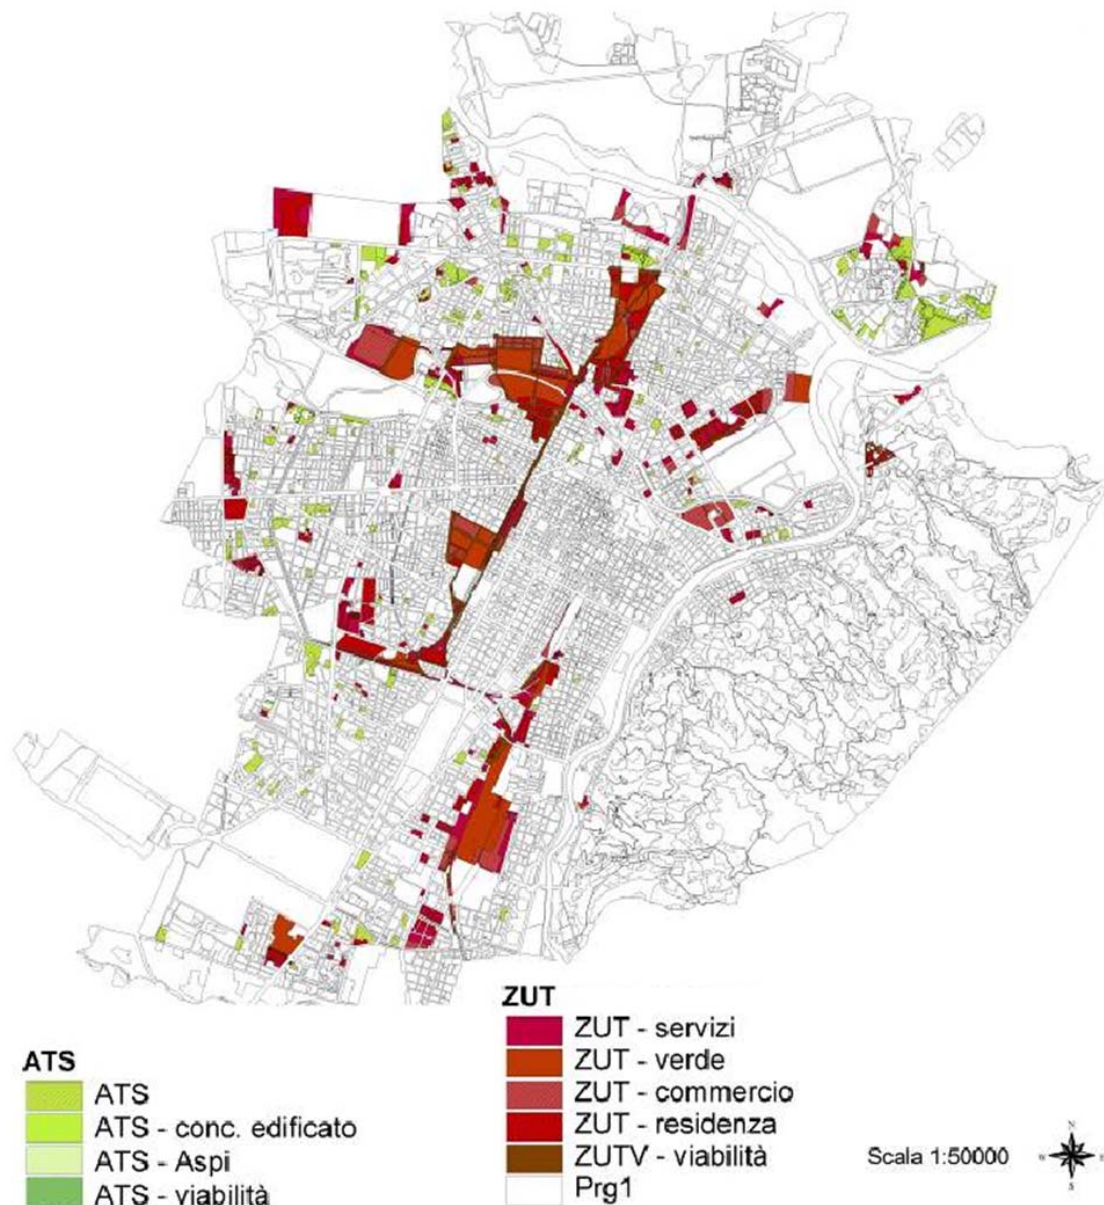 ATS
ATS
ATS - conc. edificato
ATS - Aspi
ATS - viabilità
ZUT
ZUT - servizi
ZUT - verde
ZUT - commercio
ZUT - residenza
ZUTV - viabilità
Prg1
Scala 1:50000
N
W
E
S